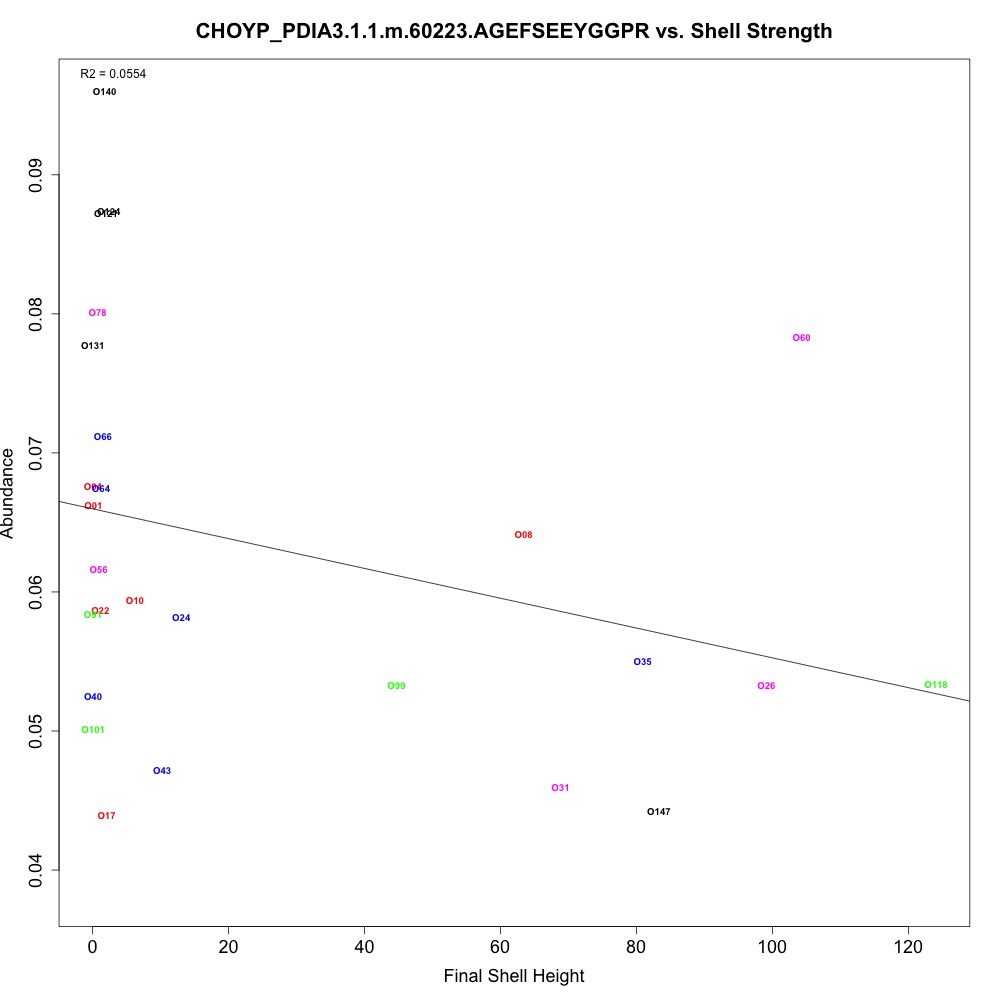 CHOYP_PDIA3.1.1.m.60223.AGEFSEEYGGPR vs. Shell Strength
R2 = 0.0554
O140
0.09
O124
O78
0.08
O60
O131
O66
0.07
O64
O01
Abundance
O08
O56
0.06
O10
O22
O24
O35
O99
O26
O118
O40
0.05
O101
O43
O31
O147
O17
0.04
0 20 40 60 80 100 120
Final Shell Height